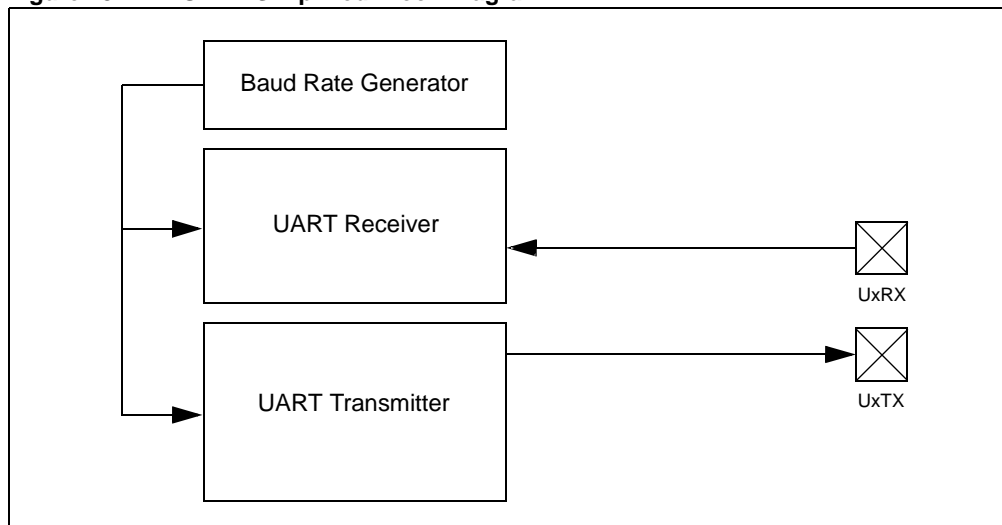 Baud Rate Generator
UART Receiver
UxRX
UART Transmitter
UxTX